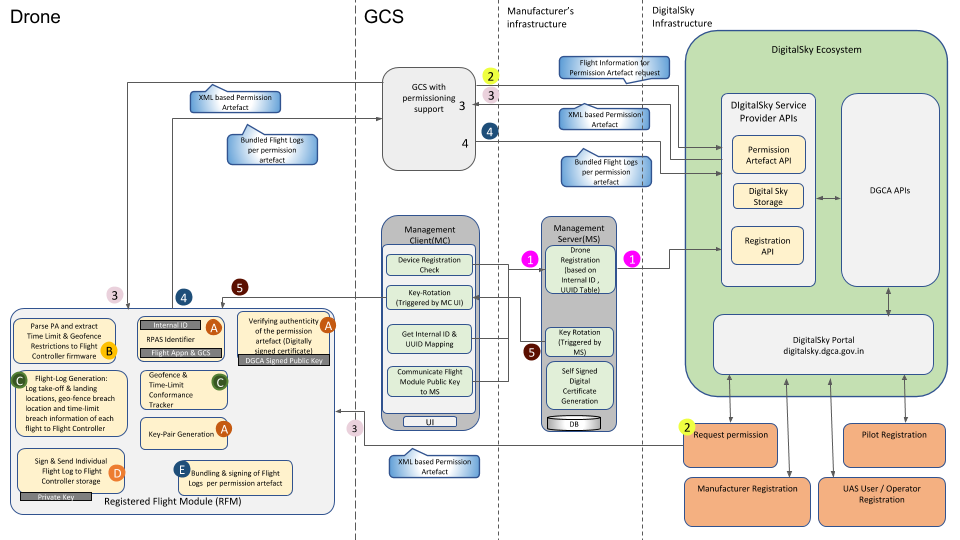 Drone
GCS
Manufacturer's
infrastructure
DigitalSky
Infrastructure
DigitalSky Ecosystem
XML based Permission
Artefact
Bundled Flight Logs
per permission
artefact
GCS with
permissioning
support
3
4
2
3
4
Flight Information for
Permission Artefact request
XML based Permission
Artefact
Bundled Flight Logs
per permission
artefact
DIgitalSky Service
Provider APIs
Permission
Artefact API
Digital Sky
Storage
Registration
API
DGCA APIs
DigitalSky Portal
digitalsky.dgca.gov.in
Management
Client(MC)
Device Registration
Check
Key-Rotation
(Triggered by MC UI)
Get Internal ID &
UUID Mapping
Communicate Flight
Module Public Key
to MS
UI
Management
Server(MS)
Drone
Registration
(based on
Internal ID ,
UUID Table)
Key Rotation
(Triggered by
MS)
Self Signed
Digital
Certificate
Generation
DB
1
1
5
5
3
4
3
2
XML based Permission
Artefact
Parse PA and extract
Time Limit & Geofence
Restrictions to Flight
Controller firmware
B
Internal ID
A
RPAS Identifier
Flight Appn & GCS
Verifying authenticity
of the permission
artefact (Digitally
signed certificate)
A
DGCA Signed Public Key
C
Flight-Log Generation:
Log take-off & landing
locations, geo-fence breach
location and time-limit
breach information of each
flight to Flight Controller
Geofence &
Time-Limit
Conformance
Tracker
C
Key-Pair Generation
A
Sign & Send Individual
Flight Log to Flight
Controller storage
D
Private Key
E
Bundling & signing of Flight
Logs per permission artefact
Registered Flight Module (RFM)
Request permission
Pilot Registration
Manufacturer Registration
UAS User / Operator
Registration